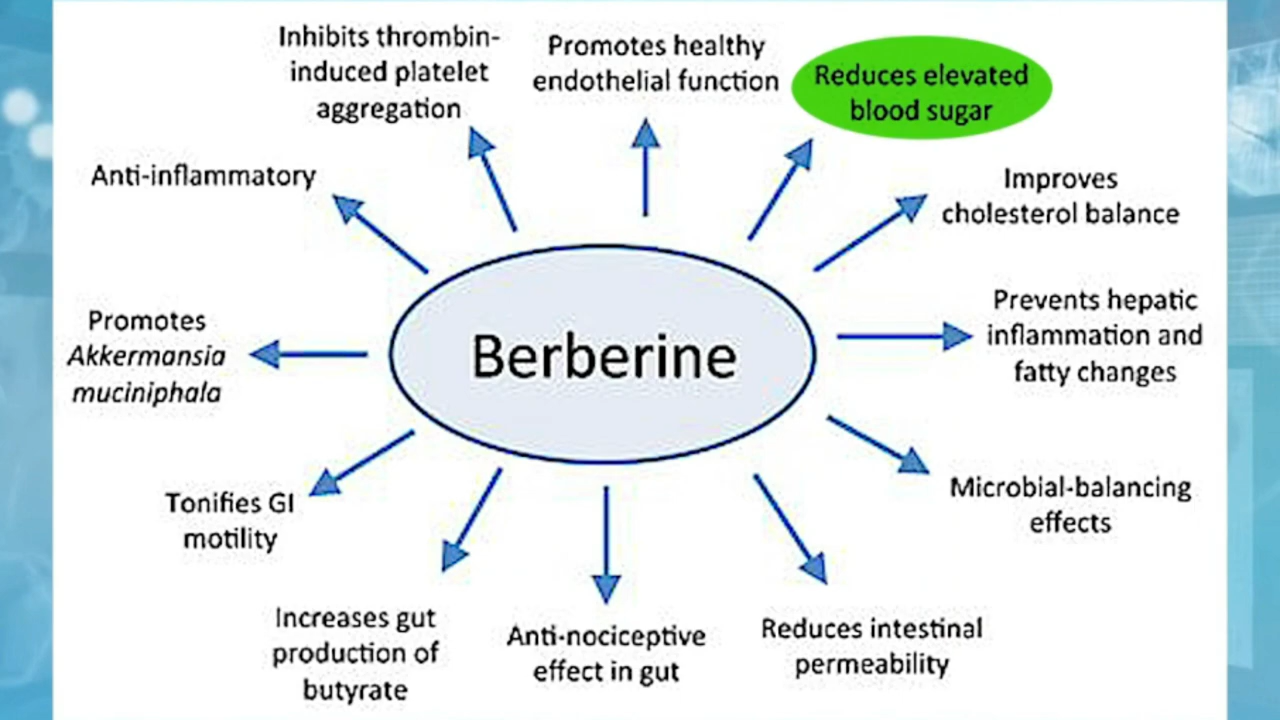 Inhibits thrombin-
induced platelet
aggregation
Promotes healthy
endothelial function
Reduces elevated
blood sugar
Anti-inflammatory
Improves
cholesterol balance
Promotes
Akkermansia
muciniphala
Berberine
Prevents hepatic
inflammation and
fatty changes
Tonifies GI
motility
Microbial-balancing
effects
Increases gut
production of
butyrate
Anti-nociceptive
effect in gut
Reduces intestinal
permeability